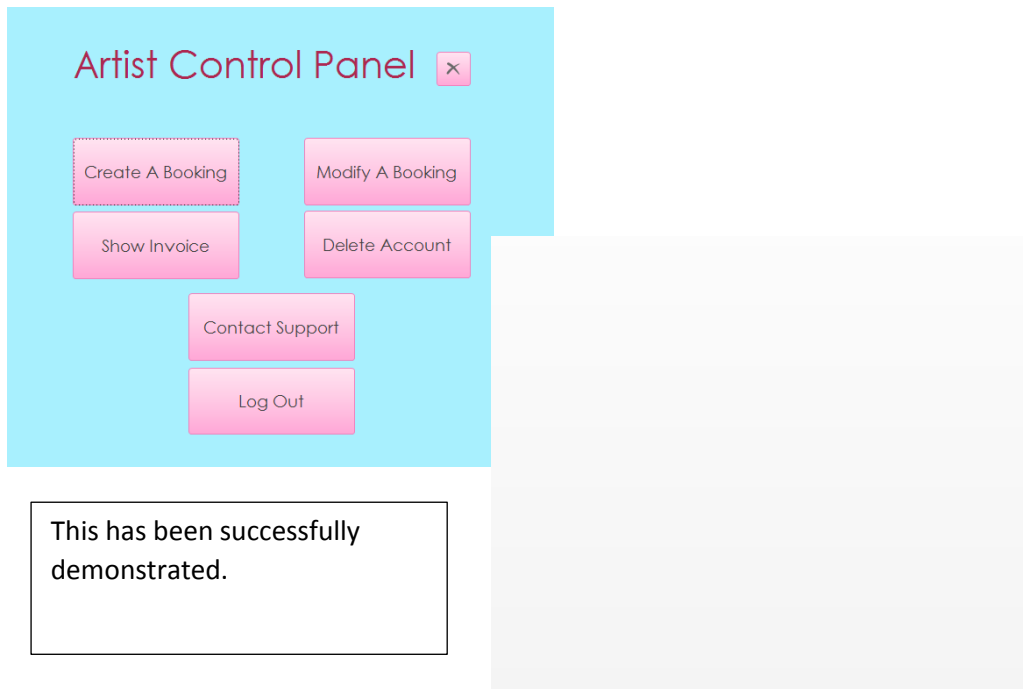 Artist Control Panel
Create A Booking
Modify A Booking
Show Invoice
Delete Account
Contact Support
Log Out
This has been successfully
demonstrated.